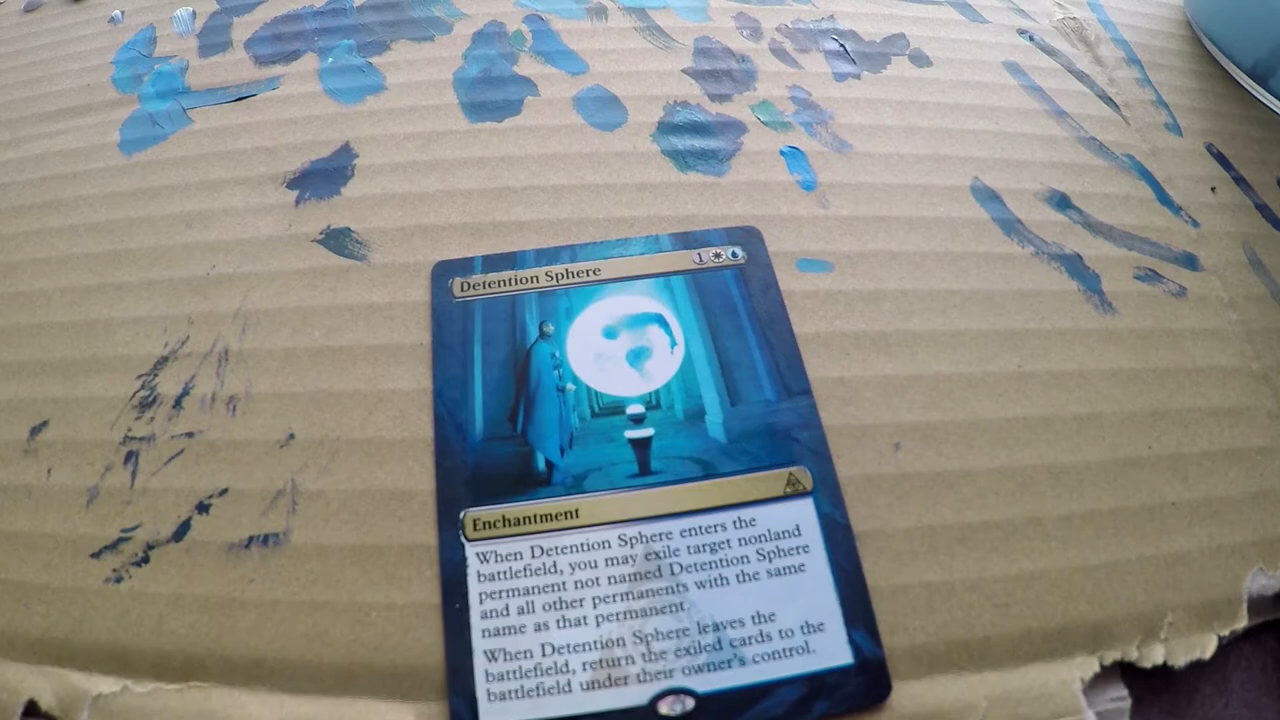 Detention Sphere 1
Enchantment
When Detention Sphere enters the
battlefield, you may exile target nonland
permanent not named Detention Sphere
and all other permanents with the same
name as that permanent.
When Detention Sphere leaves the
battlefield, return the exiled cards to the
battlefield under their owner's control.